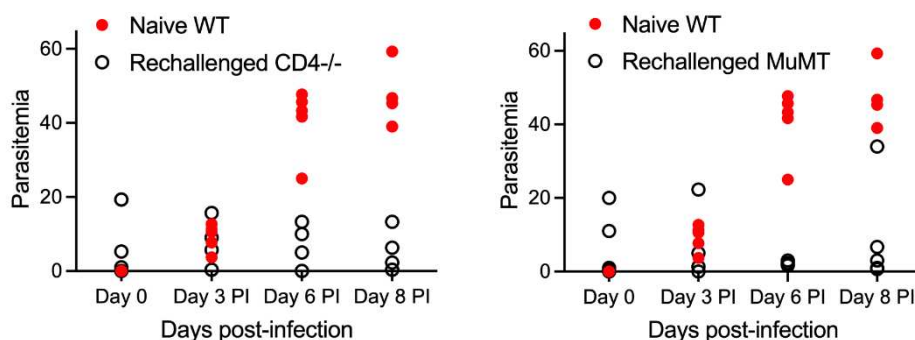 Naive WT
Rechallenged CD4-/-
Parasitemia
60
40
20
0
Day 0 Day 3 PI Day 6 PI Day 8 PI
Days post-infection
Naive WT
Rechallenged MuMT
Parasitemia
60
40
20
0
Day 0 Day 3 PI Day 6 PI Day 8 PI
Days post-infection